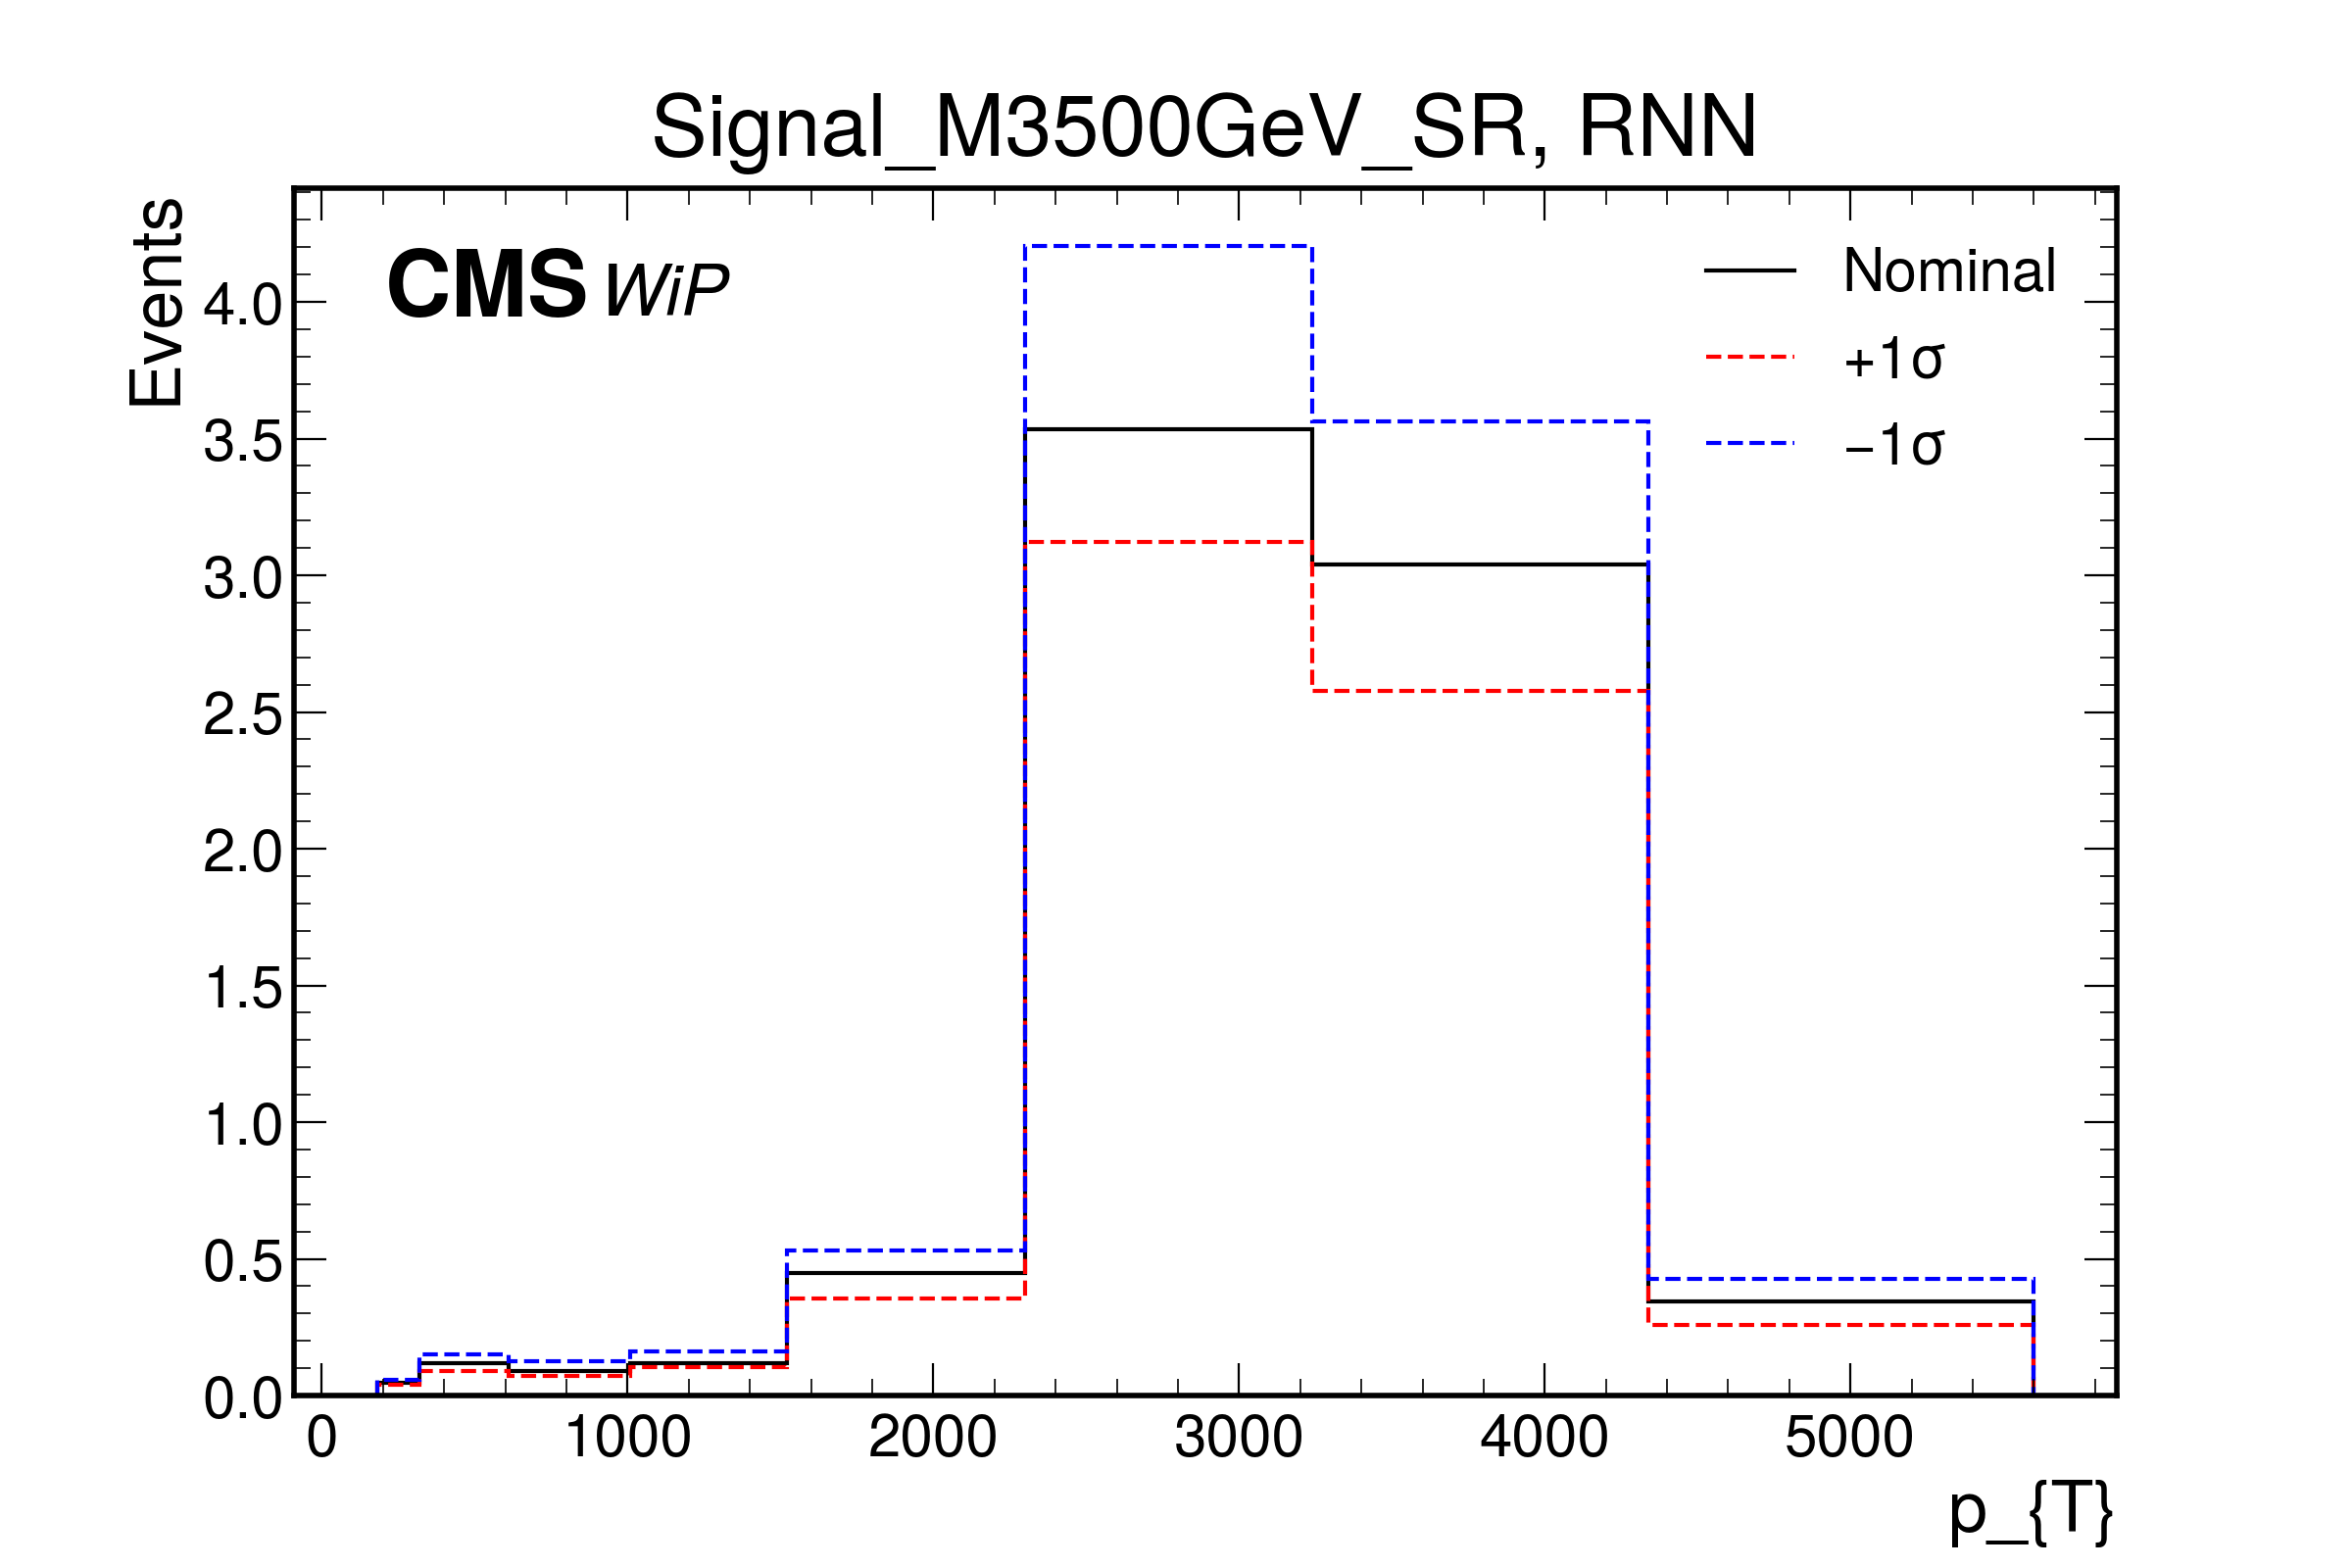 Signal_M3500GeV_SR, RNN
Events
CMS WiP
Nominal
+1σ
−1σ
4.0
3.5
3.0
2.5
2.0
1.5
1.0
0.5
0.0
0 1000 2000 3000 4000 5000
p_{T}